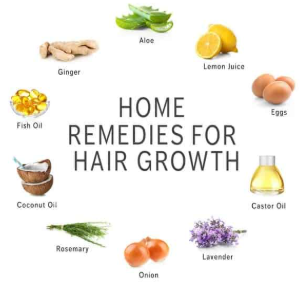 Aloe
Lemon Juice
Ginger
Eggs
HOME
REMEDIES FOR
HAIR GROWTH
Fish Oil
Coconut Oil
Castor Oil
Rosemary
Lavender
Onion